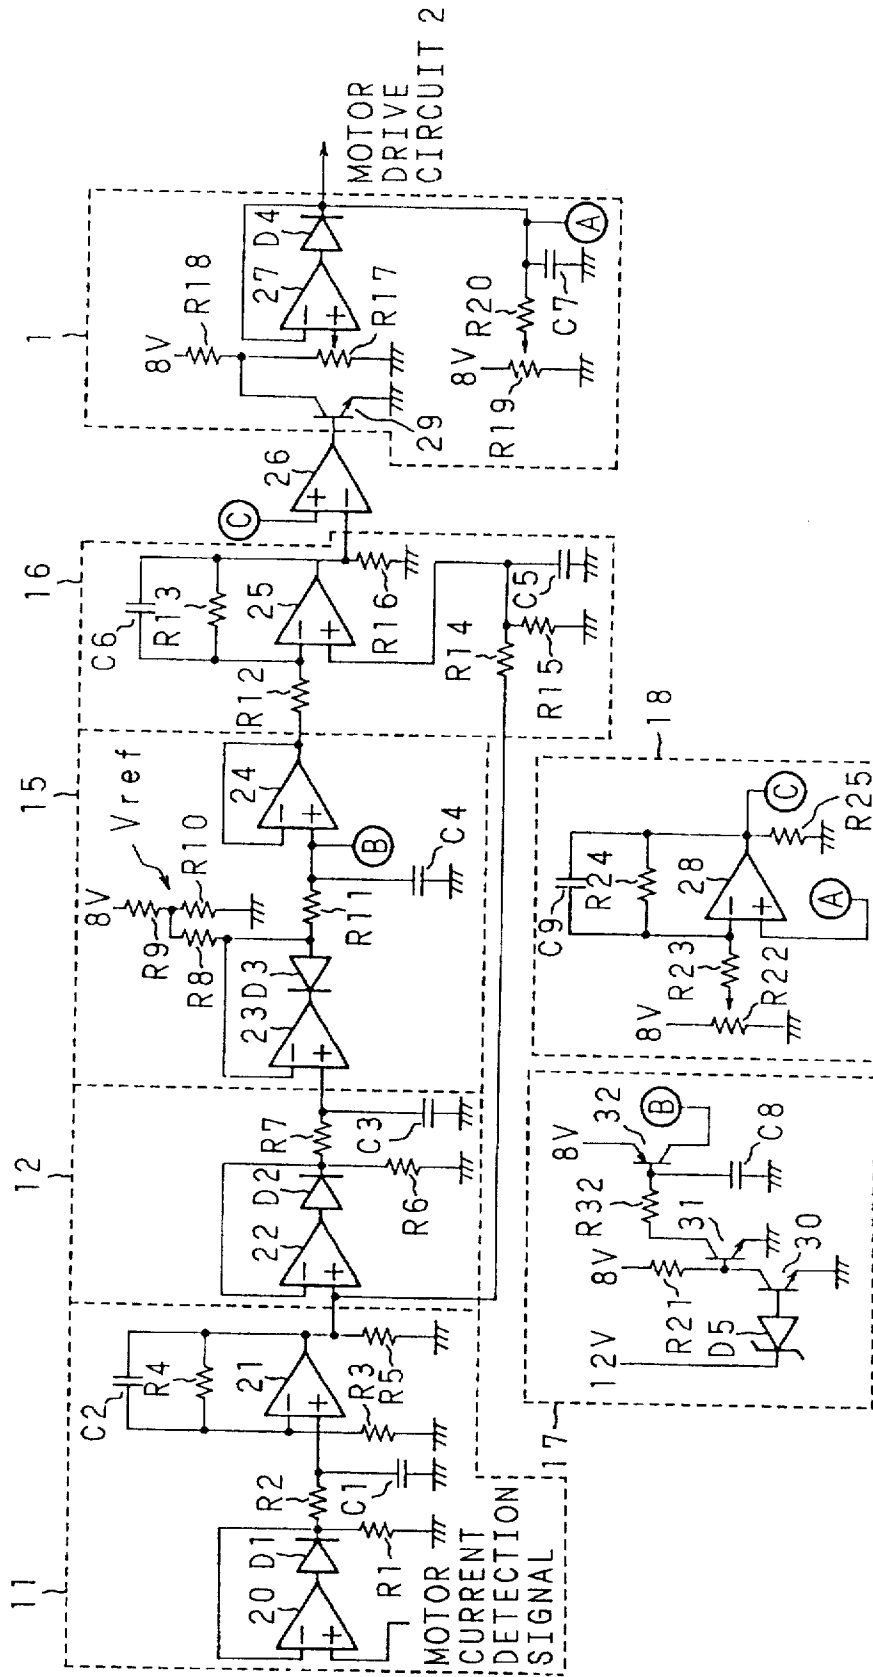 11
12
15
16
1
C2
R4
21
20
D1
R2
C1
R1
R3
R5
MOTOR
CURRENT
DETECTION
SIGNAL
22
D2
R7
C3
R6
8V
Vref
R9
R10
R8
23
D3
R11
24
B
C4
C6
R13
R12
25
R16
R14
R15
C5
C
26
29
8V
R18
27
D4
R17
8V
R19
R20
C7
A
MOTOR
DRIVE
CIRCUIT 2
17
12V
D5
8V
R21
30
31
R32
8V
32
B
C8
18
8V
R22
R23
C9
R24
28
A
C
R25